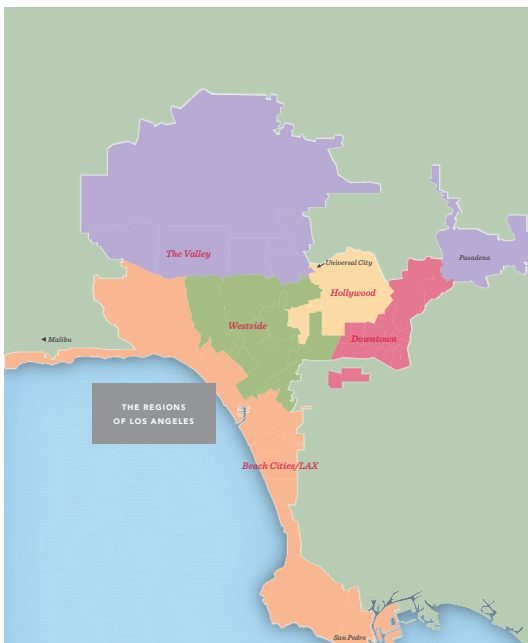 The Valley
Universal City
Pasadena
Hollywood
Westside
Downtown
Malibu
THE REGIONS
OF LOS ANGELES
Beach Cities/LAX
San Pedro